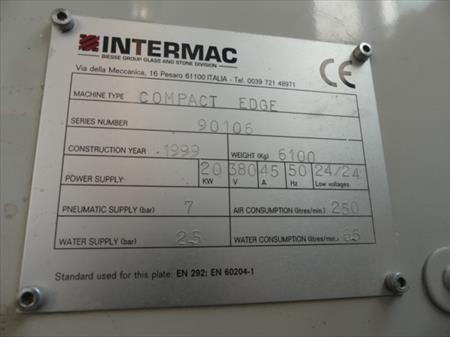 INTERMAC
BIESSE GROUP GLASS AND STONE DIVISION
Via della Meccanica, 16 Pesaro 61100 ITALIA - Tel. 0039 721 48971
CE
MACHINE TYPE COMPACT EDGE
SERIES NUMBER 90106
CONSTRUCTION YEAR 1999 WEIGHT (Kg) 6100
POWER SUPPLY: 20 KW 380 V 45 A 50 Hz 24/24 Low voltages
PNEUMATIC SUPPLY (bar) 7 AIR CONSUMPTION (litres/min.) 250
WATER SUPPLY (bar) 2.5 WATER CONSUMPTION (litres/min.) 65
Standard used for this plate: EN 292; EN 60204-1